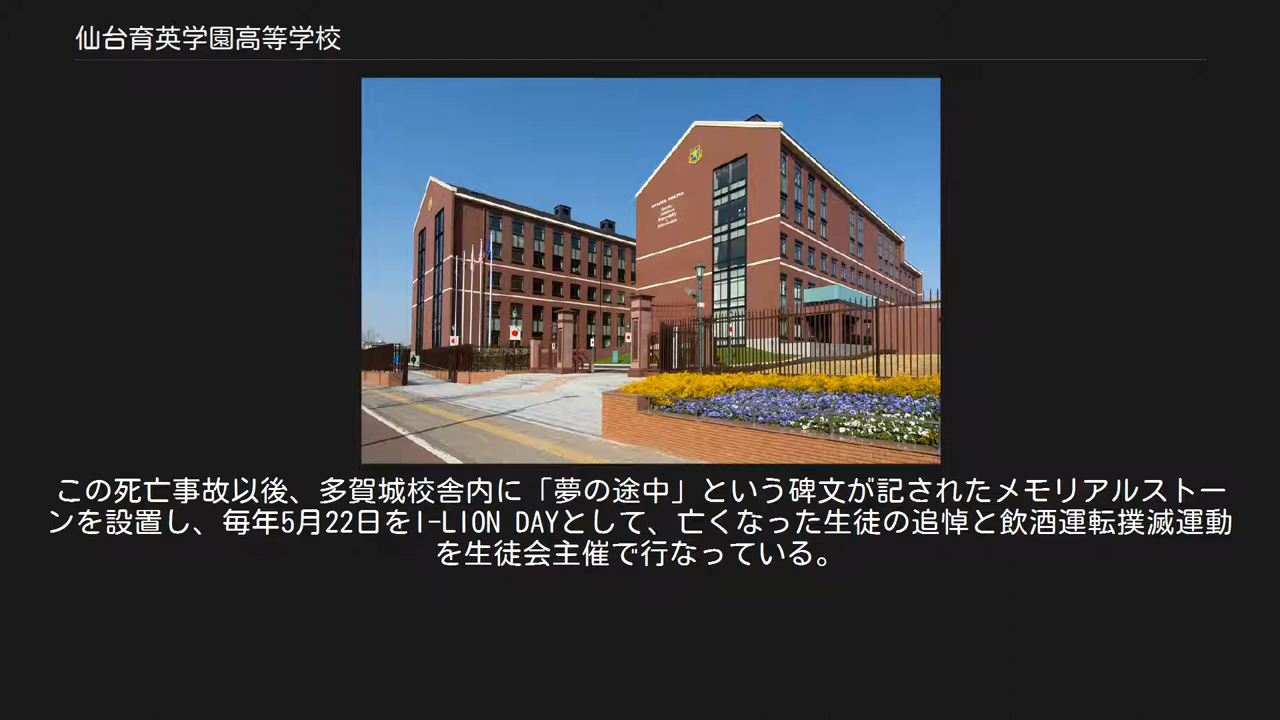 仙台育英学園高等学校
この死亡事故以後、多賀城校舎内に「夢の途中」という碑文が記されたメモリアルストー
ンを設置し、毎年5月22日をI-LION DAYとして、亡くなった生徒の追悼と飲酒運転撲滅運動
を生徒会主催で行なっている。